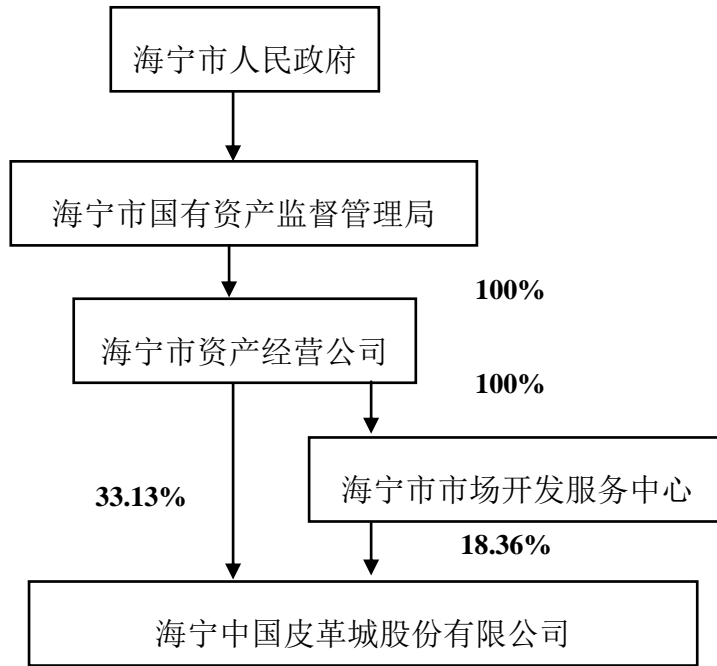 海宁市人民政府
海宁市国有资产监督管理局
100%
海宁市资产经营公司
100%
33.13%
海宁市市场开发服务中心
18.36%
海宁中国皮革城股份有限公司